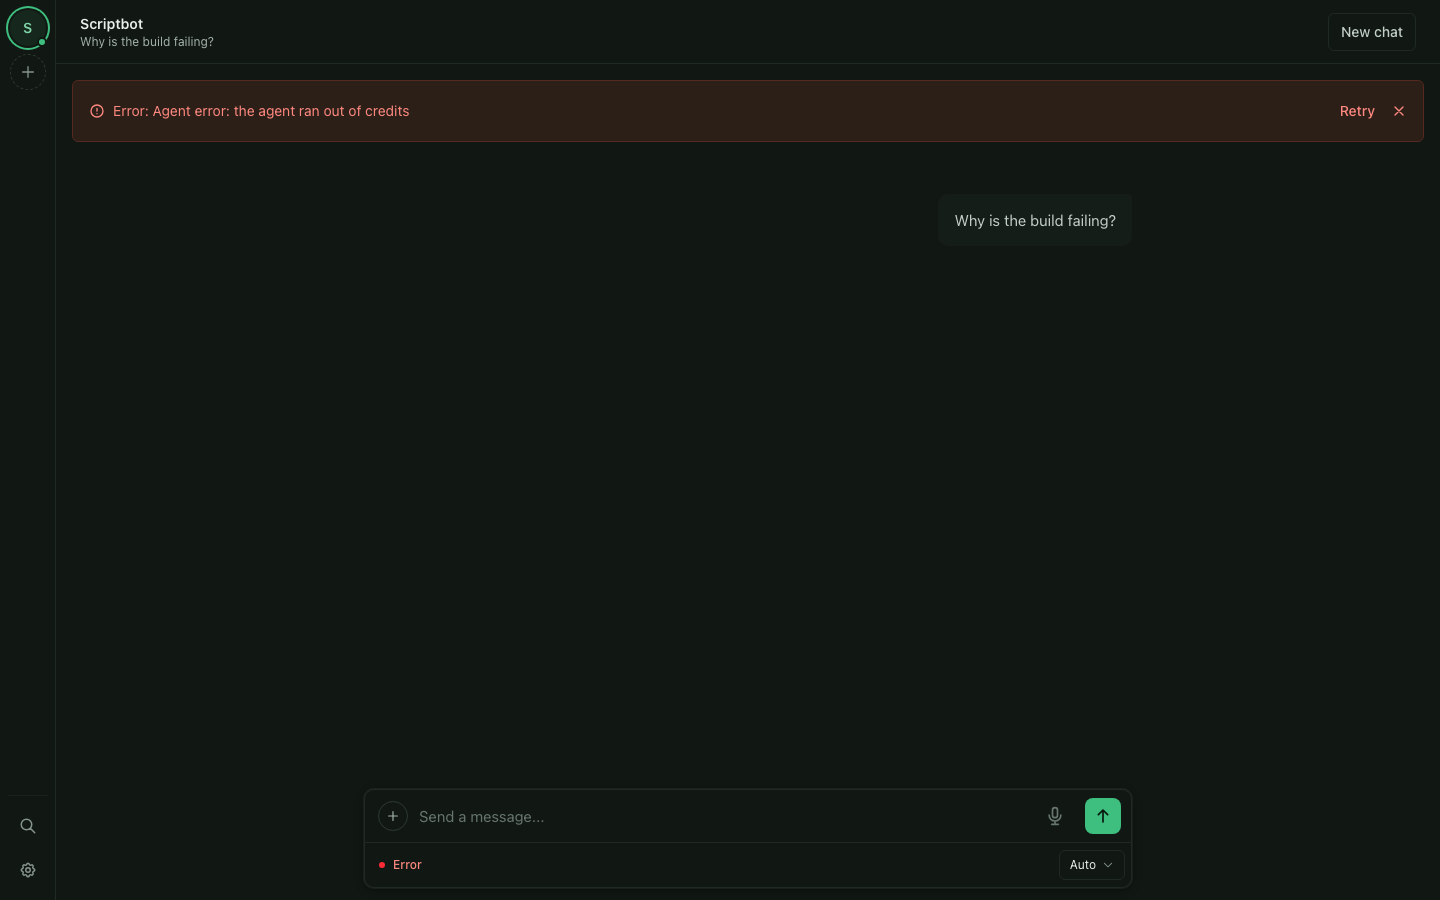 S
Scriptbot
Why is the build failing?
New chat
Error: Agent error: the agent ran out of credits
Retry
Why is the build failing?
Send a message...
Error
Auto